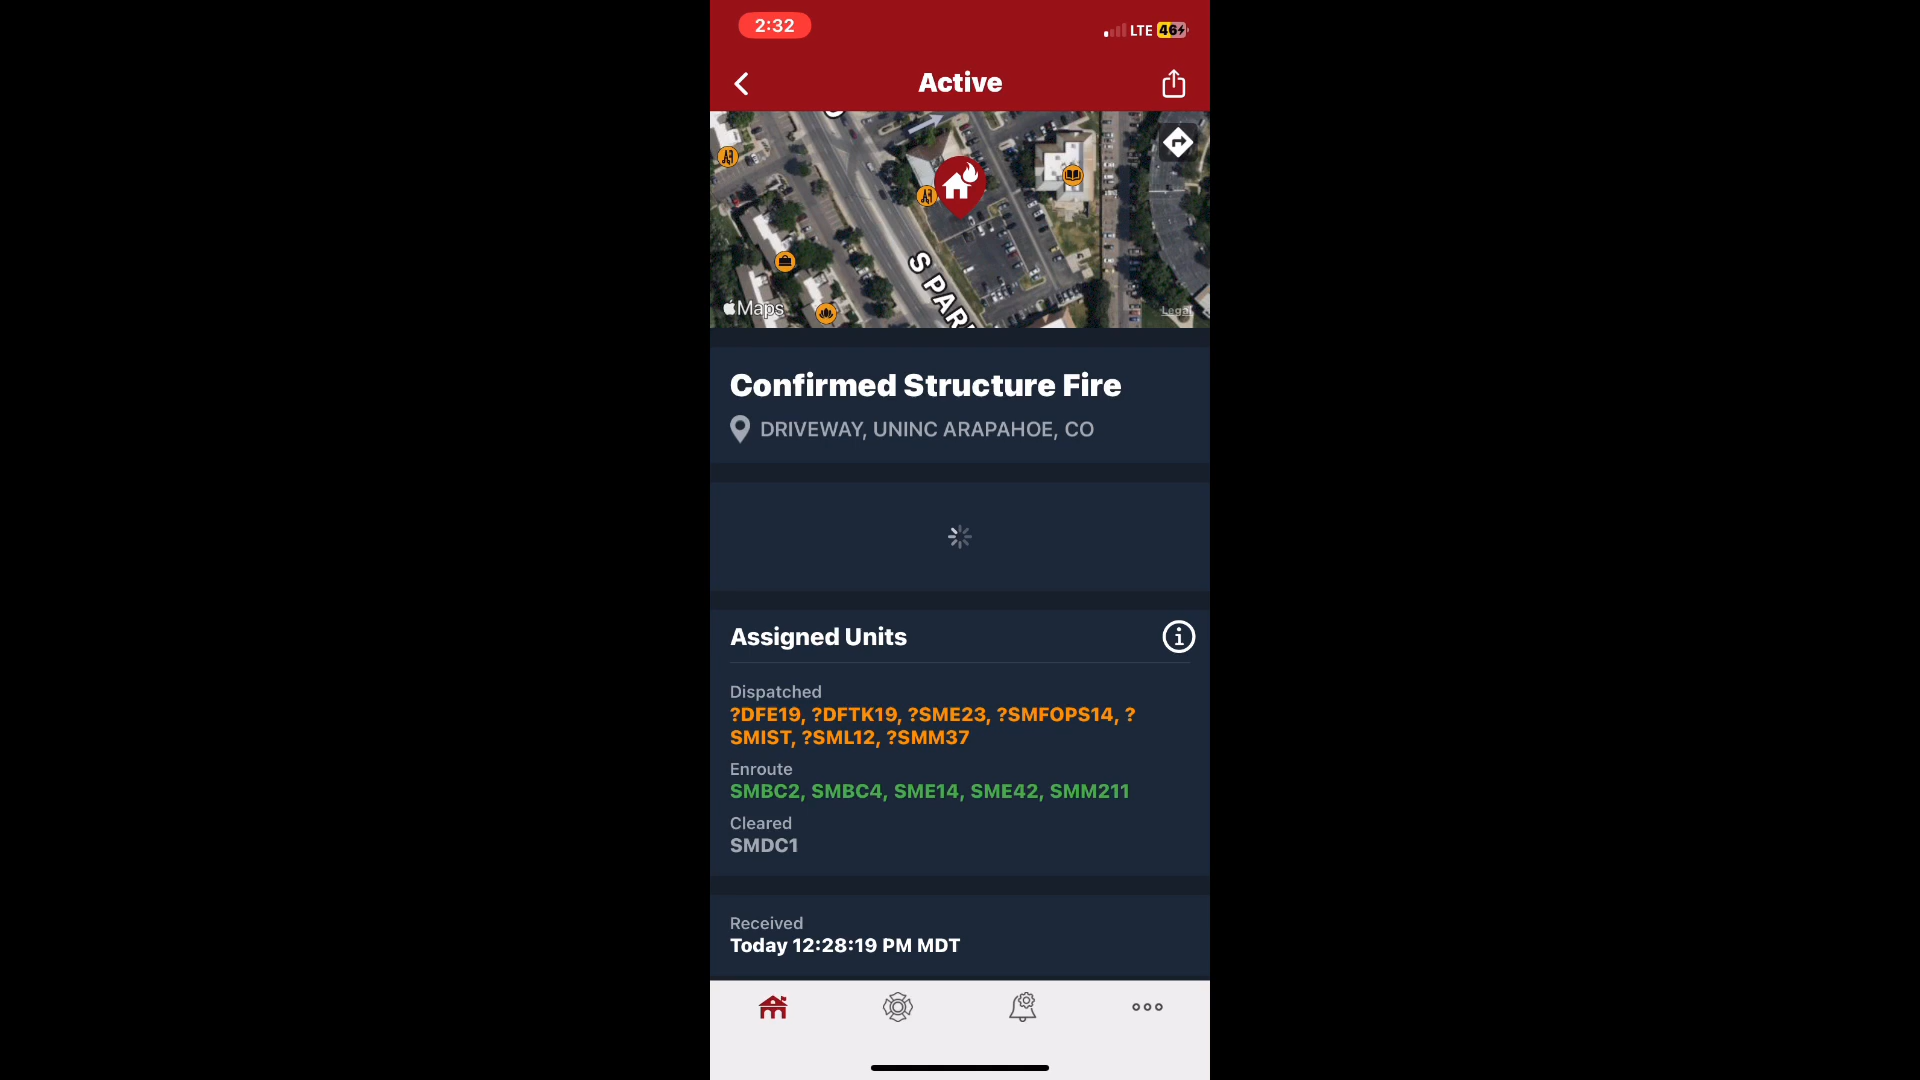 2:32
LTE 46
Active
S PAR
Maps
Legal
Confirmed Structure Fire
DRIVEWAY, UNINC ARAPAHOE, CO
Assigned Units
Dispatched
?DFE19, ?DFTK19, ?SME23, ?SMFOPS14, ?
SMIST, ?SML12, ?SMM37
Enroute
SMBC2, SMBC4, SME14, SME42, SMM211
Cleared
SMDC1
Received
Today 12:28:19 PM MDT